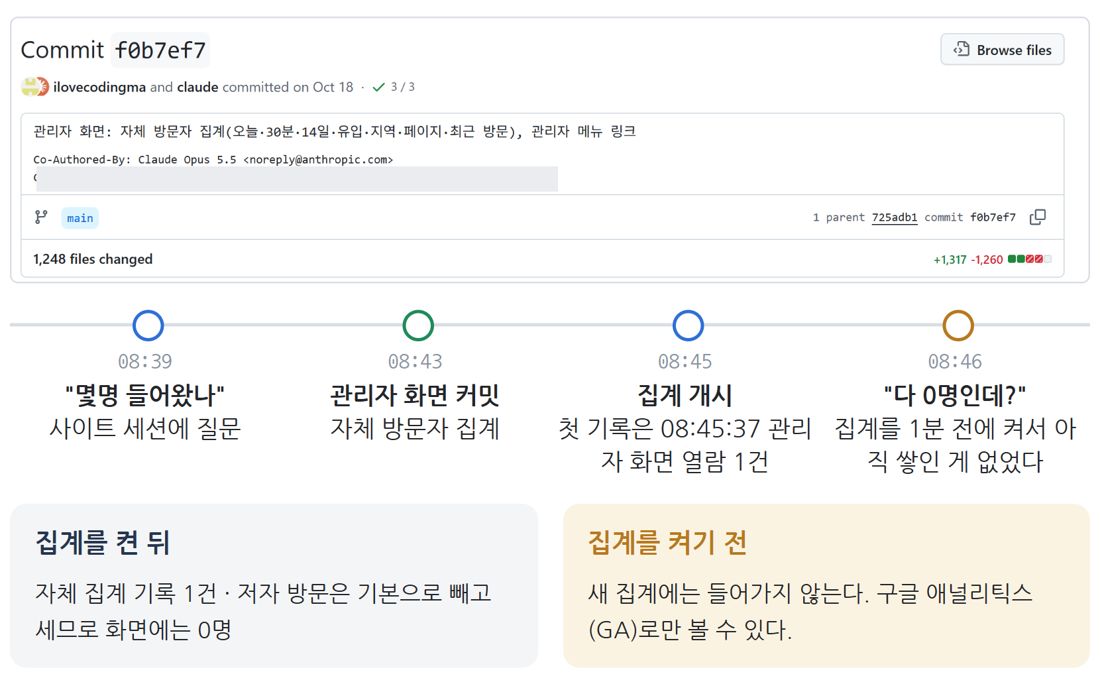 Commit f0b7ef7
Browse files
ilovecodingma and claude committed on Oct 18 · 3 / 3
관리자 화면: 자체 방문자 집계(오늘·30분·14일·유입·지역·페이지·최근 방문), 관리자 메뉴 링크
Co-Authored-By: Claude Opus 5.5 <noreply@anthropic.com>
main
1 parent 725adb1 commit f0b7ef7
1,248 files changed
+1,317 -1,260
08:39
"몇명 들어왔나"
사이트 세션에 질문
08:43
관리자 화면 커밋
자체 방문자 집계
08:45
집계 개시
첫 기록은 08:45:37 관리
자 화면 열람 1건
08:46
"다 0명인데?"
집계를 1분 전에 켜서 아
직 쌓인 게 없었다
집계를 켠 뒤
자체 집계 기록 1건 · 저자 방문은 기본으로 빼고
세므로 화면에는 0명
집계를 켜기 전
새 집계에는 들어가지 않는다. 구글 애널리틱스
(GA)로만 볼 수 있다.